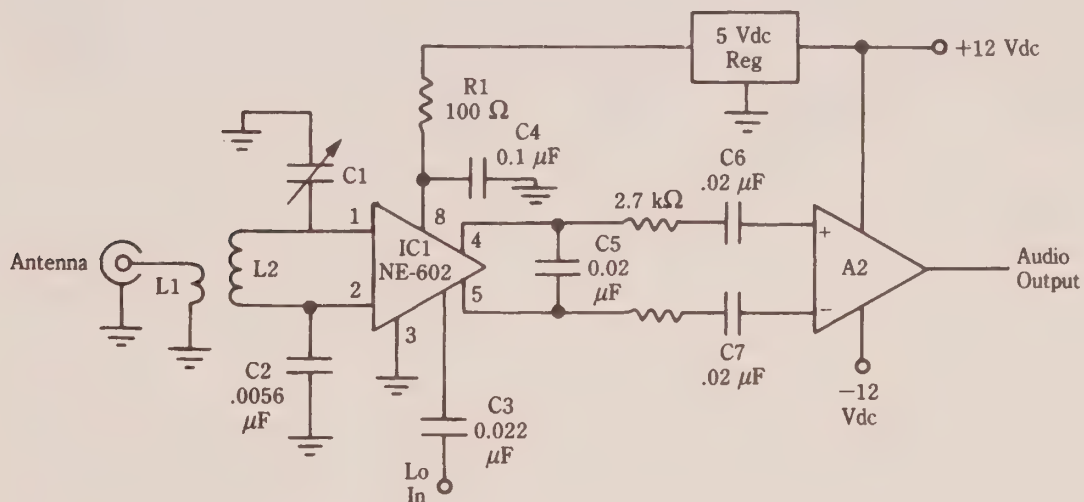 5 Vdc
Reg
+12 Vdc
R1
100 Ω
C4
0.1 μF
C1
C6
.02 μF
2.7 kΩ
1
8
4
IC1
NE-602
C5
0.02
μF
+
A2
Audio
Output
Antenna
L1
L2
2
5
3
−
C7
.02 μF
C2
.0056
μF
C3
0.022
μF
−12
Vdc
Lo
In